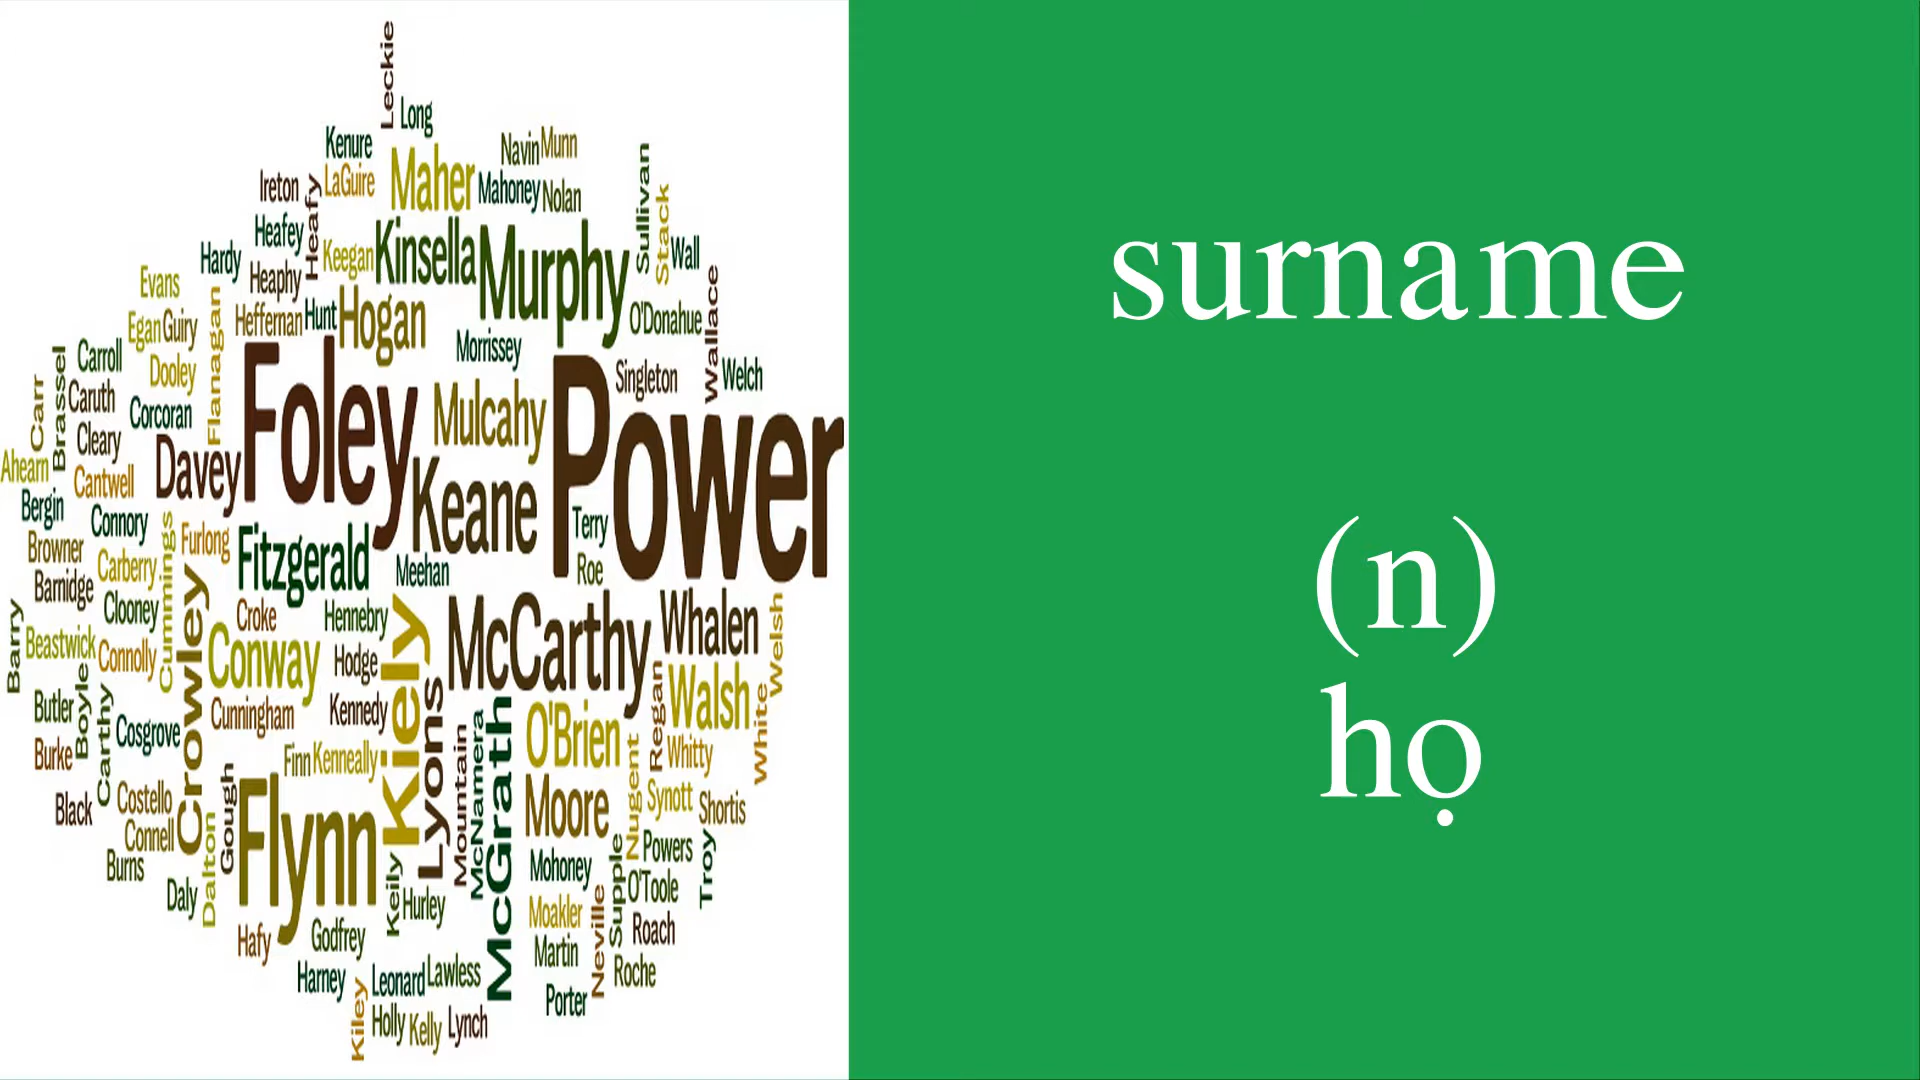 Leckie
Long
Kenure
Navin
Munn
Ireton
Heafy
LaGuire
Maher
Mahoney
Nolan
Sullivan
Stack
Heafey
Hardy
Keegan
Kinsella
Murphy
Wall
Evans
Heaphy
Wallace
Egan
Guiry
Flanagan
Heffernan
Hunt
Hogan
O'Donahue
Morrissey
Carroll
Dooley
Foley
Power
Singleton
Welch
Carr
Brassel
Caruth
Corcoran
Mulcahy
Cleary
Davey
Keane
Ahearn
Cantwell
Bergin
Connory
Cummings
Furlong
Fitzgerald
Terry
Browner
Carberry
Meehan
Roe
Barnidge
Crowley
Clooney
Croke
Hennebry
Kiely
McCarthy
Whalen
Welsh
Barry
Beastwick
Connolly
Conway
Hodge
Regan
Walsh
Butler
Boyle
Carthy
Cosgrove
Cunningham
Kennedy
Lyons
Mountain
McNamera
McGrath
O'Brien
White
Burke
Finn
Kenneally
Nugent
Whitty
Black
Costello
Connell
Dalton
Gough
Flynn
Moore
Synott
Shortis
Burns
Keily
Mohoney
Supple
Powers
Troy
Daly
Hurley
Moakler
Neville
O'Toole
Hafy
Godfrey
Martin
Roach
Harney
Kiley
Leonard
Lawless
Porter
Roche
Holly
Kelly
Lynch
surname
(n)
họ